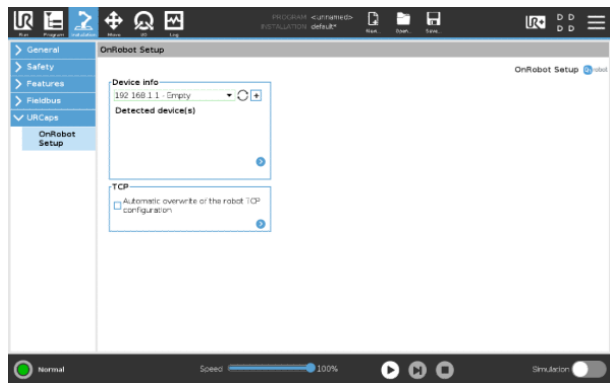 PROGRAM <unnamed>
INSTALLATION default*
Run Program Installation Move I/O Log New... Open... Save...
UR+
D D
D D
General
Safety
Features
Fieldbus
URCaps
OnRobot
Setup
OnRobot Setup
OnRobot Setup
Device info
192.168.1.1 - Empty
Detected device(s)
TCP
Automatic overwrite of the robot TCP
configuration
Normal
Speed
100%
Simulation